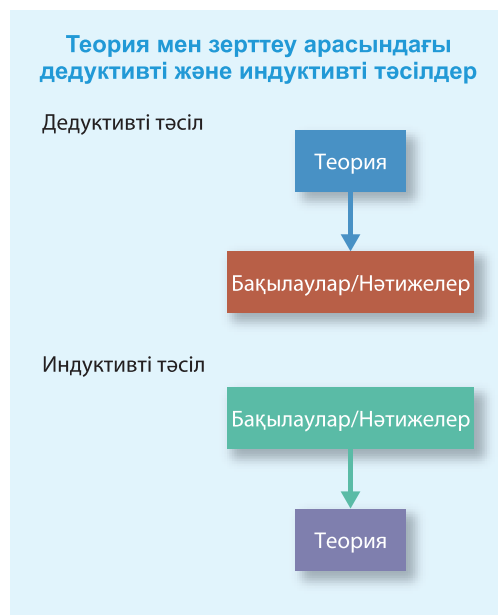 Теория мен зерттеу арасындағы
дедуктивті және индуктивті тәсілдер
Дедуктивті тәсіл
Теория
Бақылаулар/Нәтижелер
Индуктивті тәсіл
Бақылаулар/Нәтижелер
Теория